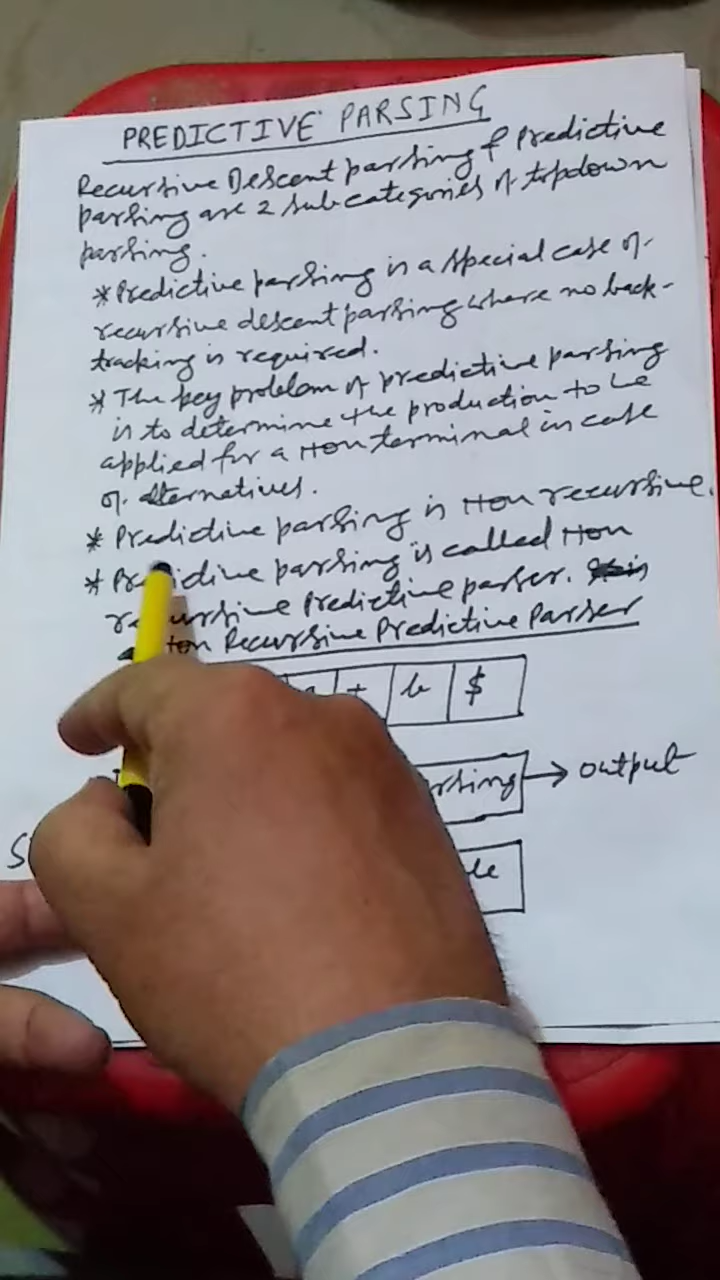 PREDICTIVE PARSING
Recursive Descent parsing & Predictive
parsing are 2 subcategories of topdown
parsing.
*Predictive parsing is a special case of
recursive descent parsing where no back-
tracking is required.
* The key problem of predictive parsing
is to determine the production to be
applied for a Non terminal in case
of alternatives.
* Predictive parsing is Non recursive.
* Predictive parsing is called Non
recursive Predictive parser.
Non Recursive Predictive Parser
+ b $
output